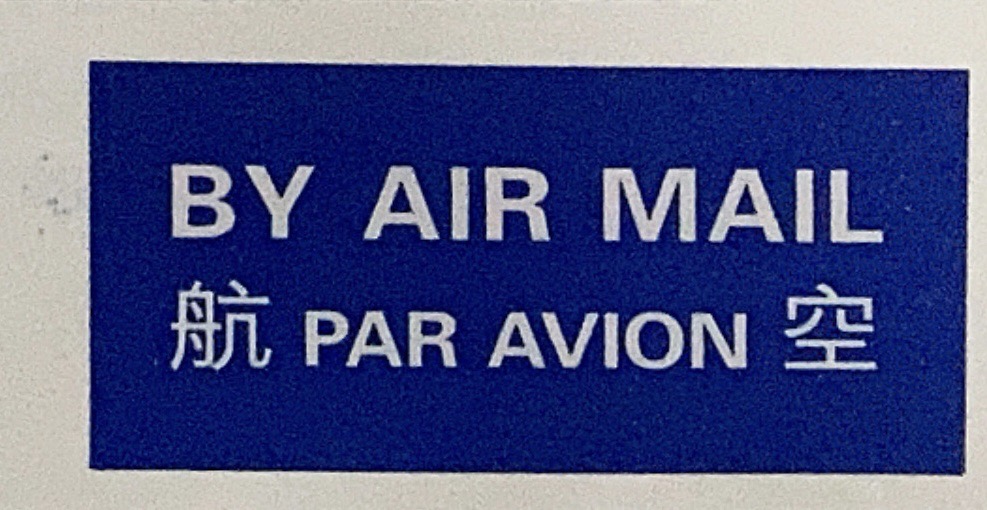 BY AIR MAIL
航 PAR AVION 空